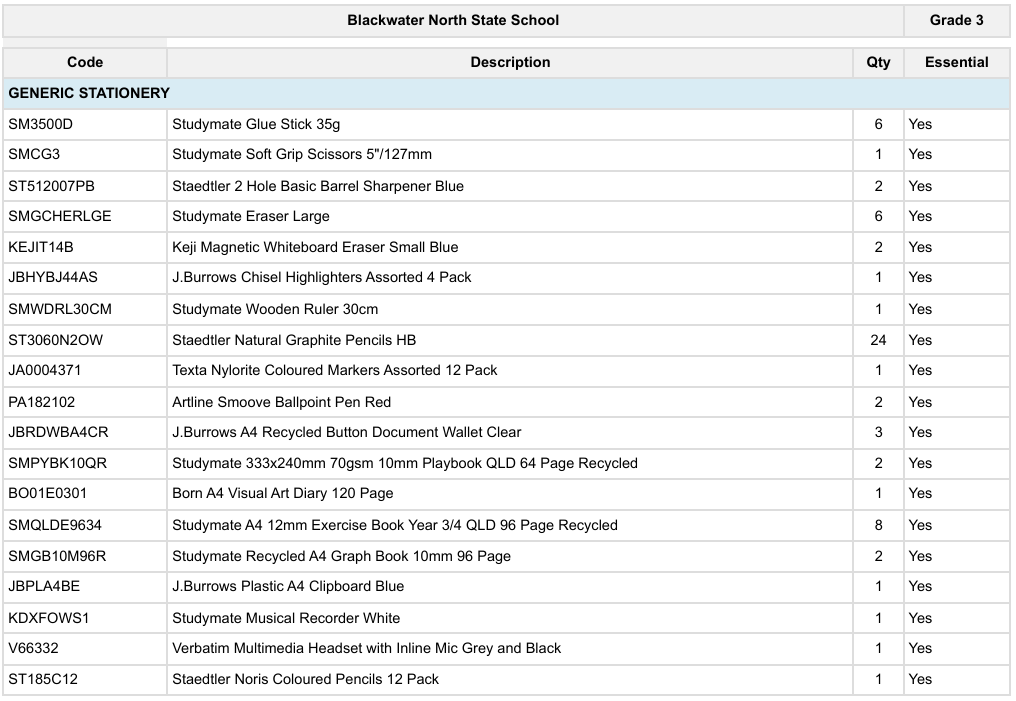 Blackwater North State School Grade 3
Code Description Qty Essential
GENERIC STATIONERY
SM3500D Studymate Glue Stick 35g 6 Yes
SMCG3 Studymate Soft Grip Scissors 5"/127mm 1 Yes
ST512007PB Staedtler 2 Hole Basic Barrel Sharpener Blue 2 Yes
SMGCHERLGE Studymate Eraser Large 6 Yes
KEJIT14B Keji Magnetic Whiteboard Eraser Small Blue 2 Yes
JBHYBJ44AS J.Burrows Chisel Highlighters Assorted 4 Pack 1 Yes
SMWDRL30CM Studymate Wooden Ruler 30cm 1 Yes
ST3060N2OW Staedtler Natural Graphite Pencils HB 24 Yes
JA0004371 Texta Nylorite Coloured Markers Assorted 12 Pack 1 Yes
PA182102 Artline Smoove Ballpoint Pen Red 2 Yes
JBRDWBA4CR J.Burrows A4 Recycled Button Document Wallet Clear 3 Yes
SMPYBK10QR Studymate 333x240mm 70gsm 10mm Playbook QLD 64 Page Recycled 2 Yes
BO01E0301 Born A4 Visual Art Diary 120 Page 1 Yes
SMQLDE9634 Studymate A4 12mm Exercise Book Year 3/4 QLD 96 Page Recycled 8 Yes
SMGB10M96R Studymate Recycled A4 Graph Book 10mm 96 Page 2 Yes
JBPLA4BE J.Burrows Plastic A4 Clipboard Blue 1 Yes
KDXFOWS1 Studymate Musical Recorder White 1 Yes
V66332 Verbatim Multimedia Headset with Inline Mic Grey and Black 1 Yes
ST185C12 Staedtler Noris Coloured Pencils 12 Pack 1 Yes